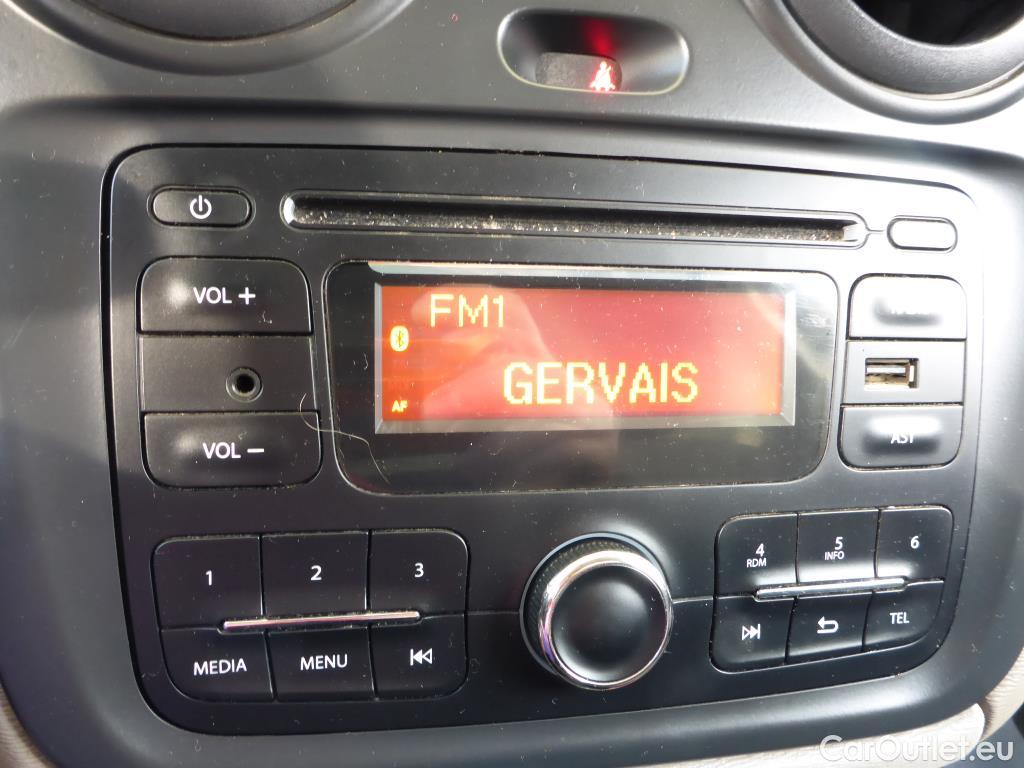 VOL +
FM1
AF
GERVAIS
VOL –
AST
1
2
3
4
RDM
5
INFO
6
MEDIA
MENU
TEL
CarOutlet.eu